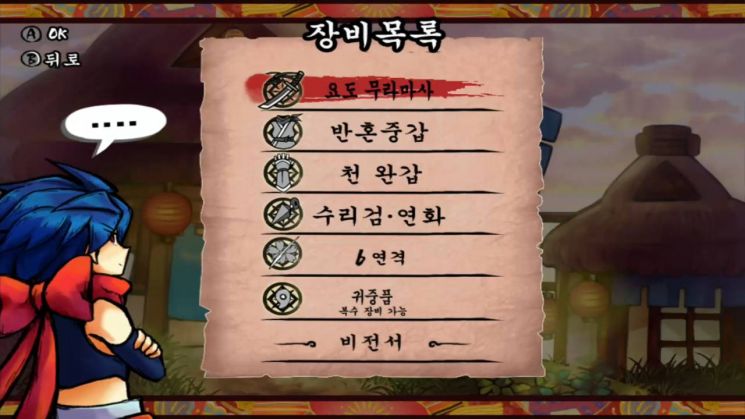 장비목록
A OK
B 뒤로
....
요도 무라마사
반혼중갑
천 완갑
수리검·연화
6연격
귀중품
복수 장비 가능
비전서